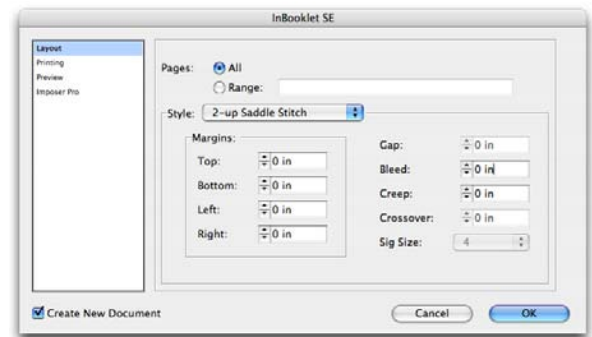 InBooklet SE
Layout
Printing
Preview
Imposer Pro
Pages: All
Range:
Style: 2-up Saddle Stitch
Margins:
Top: 0 in
Bottom: 0 in
Left: 0 in
Right: 0 in
Gap: 0 in
Bleed: 0 in
Creep: 0 in
Crossover: 0 in
Sig Size: 4
Create New Document
Cancel
OK